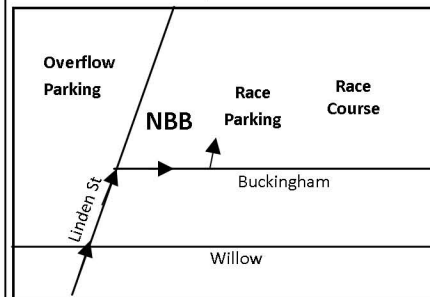 Overflow
Parking
NBB
Race
Parking
Race
Course
Linden St
Buckingham
Willow